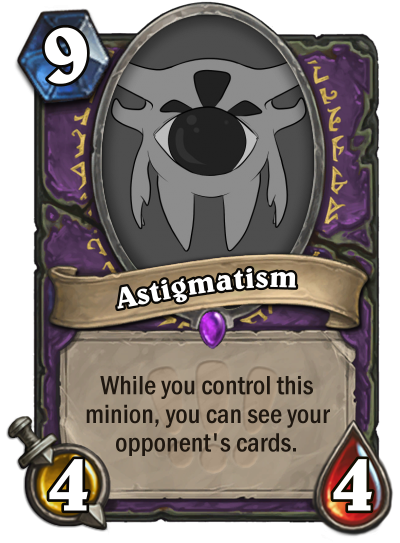 9
Astigmatism
While you control this
minion, you can see your
opponent's cards.
4
4